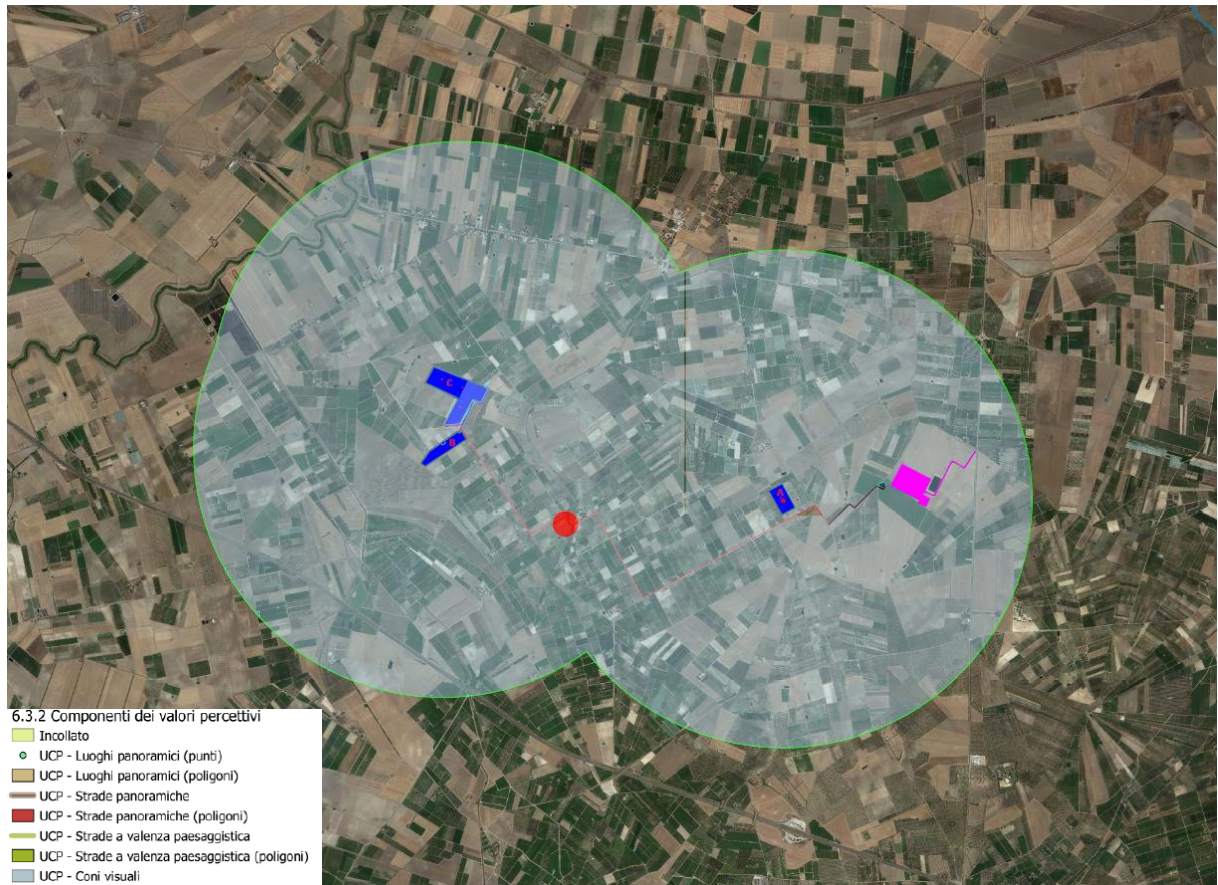 C
B
A
6.3.2 Componenti dei valori percettivi
Incollato
UCP - Luoghi panoramici (punti)
UCP - Luoghi panoramici (poligoni)
UCP - Strade panoramiche
UCP - Strade panoramiche (poligoni)
UCP - Strade a valenza paesaggistica
UCP - Strade a valenza paesaggistica (poligoni)
UCP - Coni visuali